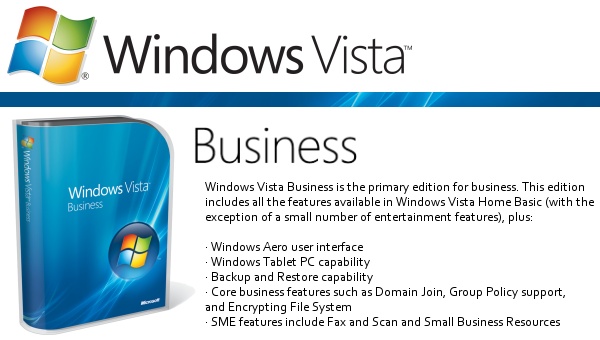 Windows Vista™
Business
Windows Vista Business is the primary edition for business. This edition
includes all the features available in Windows Vista Home Basic (with the
exception of a small number of entertainment features), plus:
· Windows Aero user interface
· Windows Tablet PC capability
· Backup and Restore capability
· Core business features such as Domain Join, Group Policy support,
and Encrypting File System
· SME features include Fax and Scan and Small Business Resources
Windows Vista
Business
Microsoft
Windows Vista Business